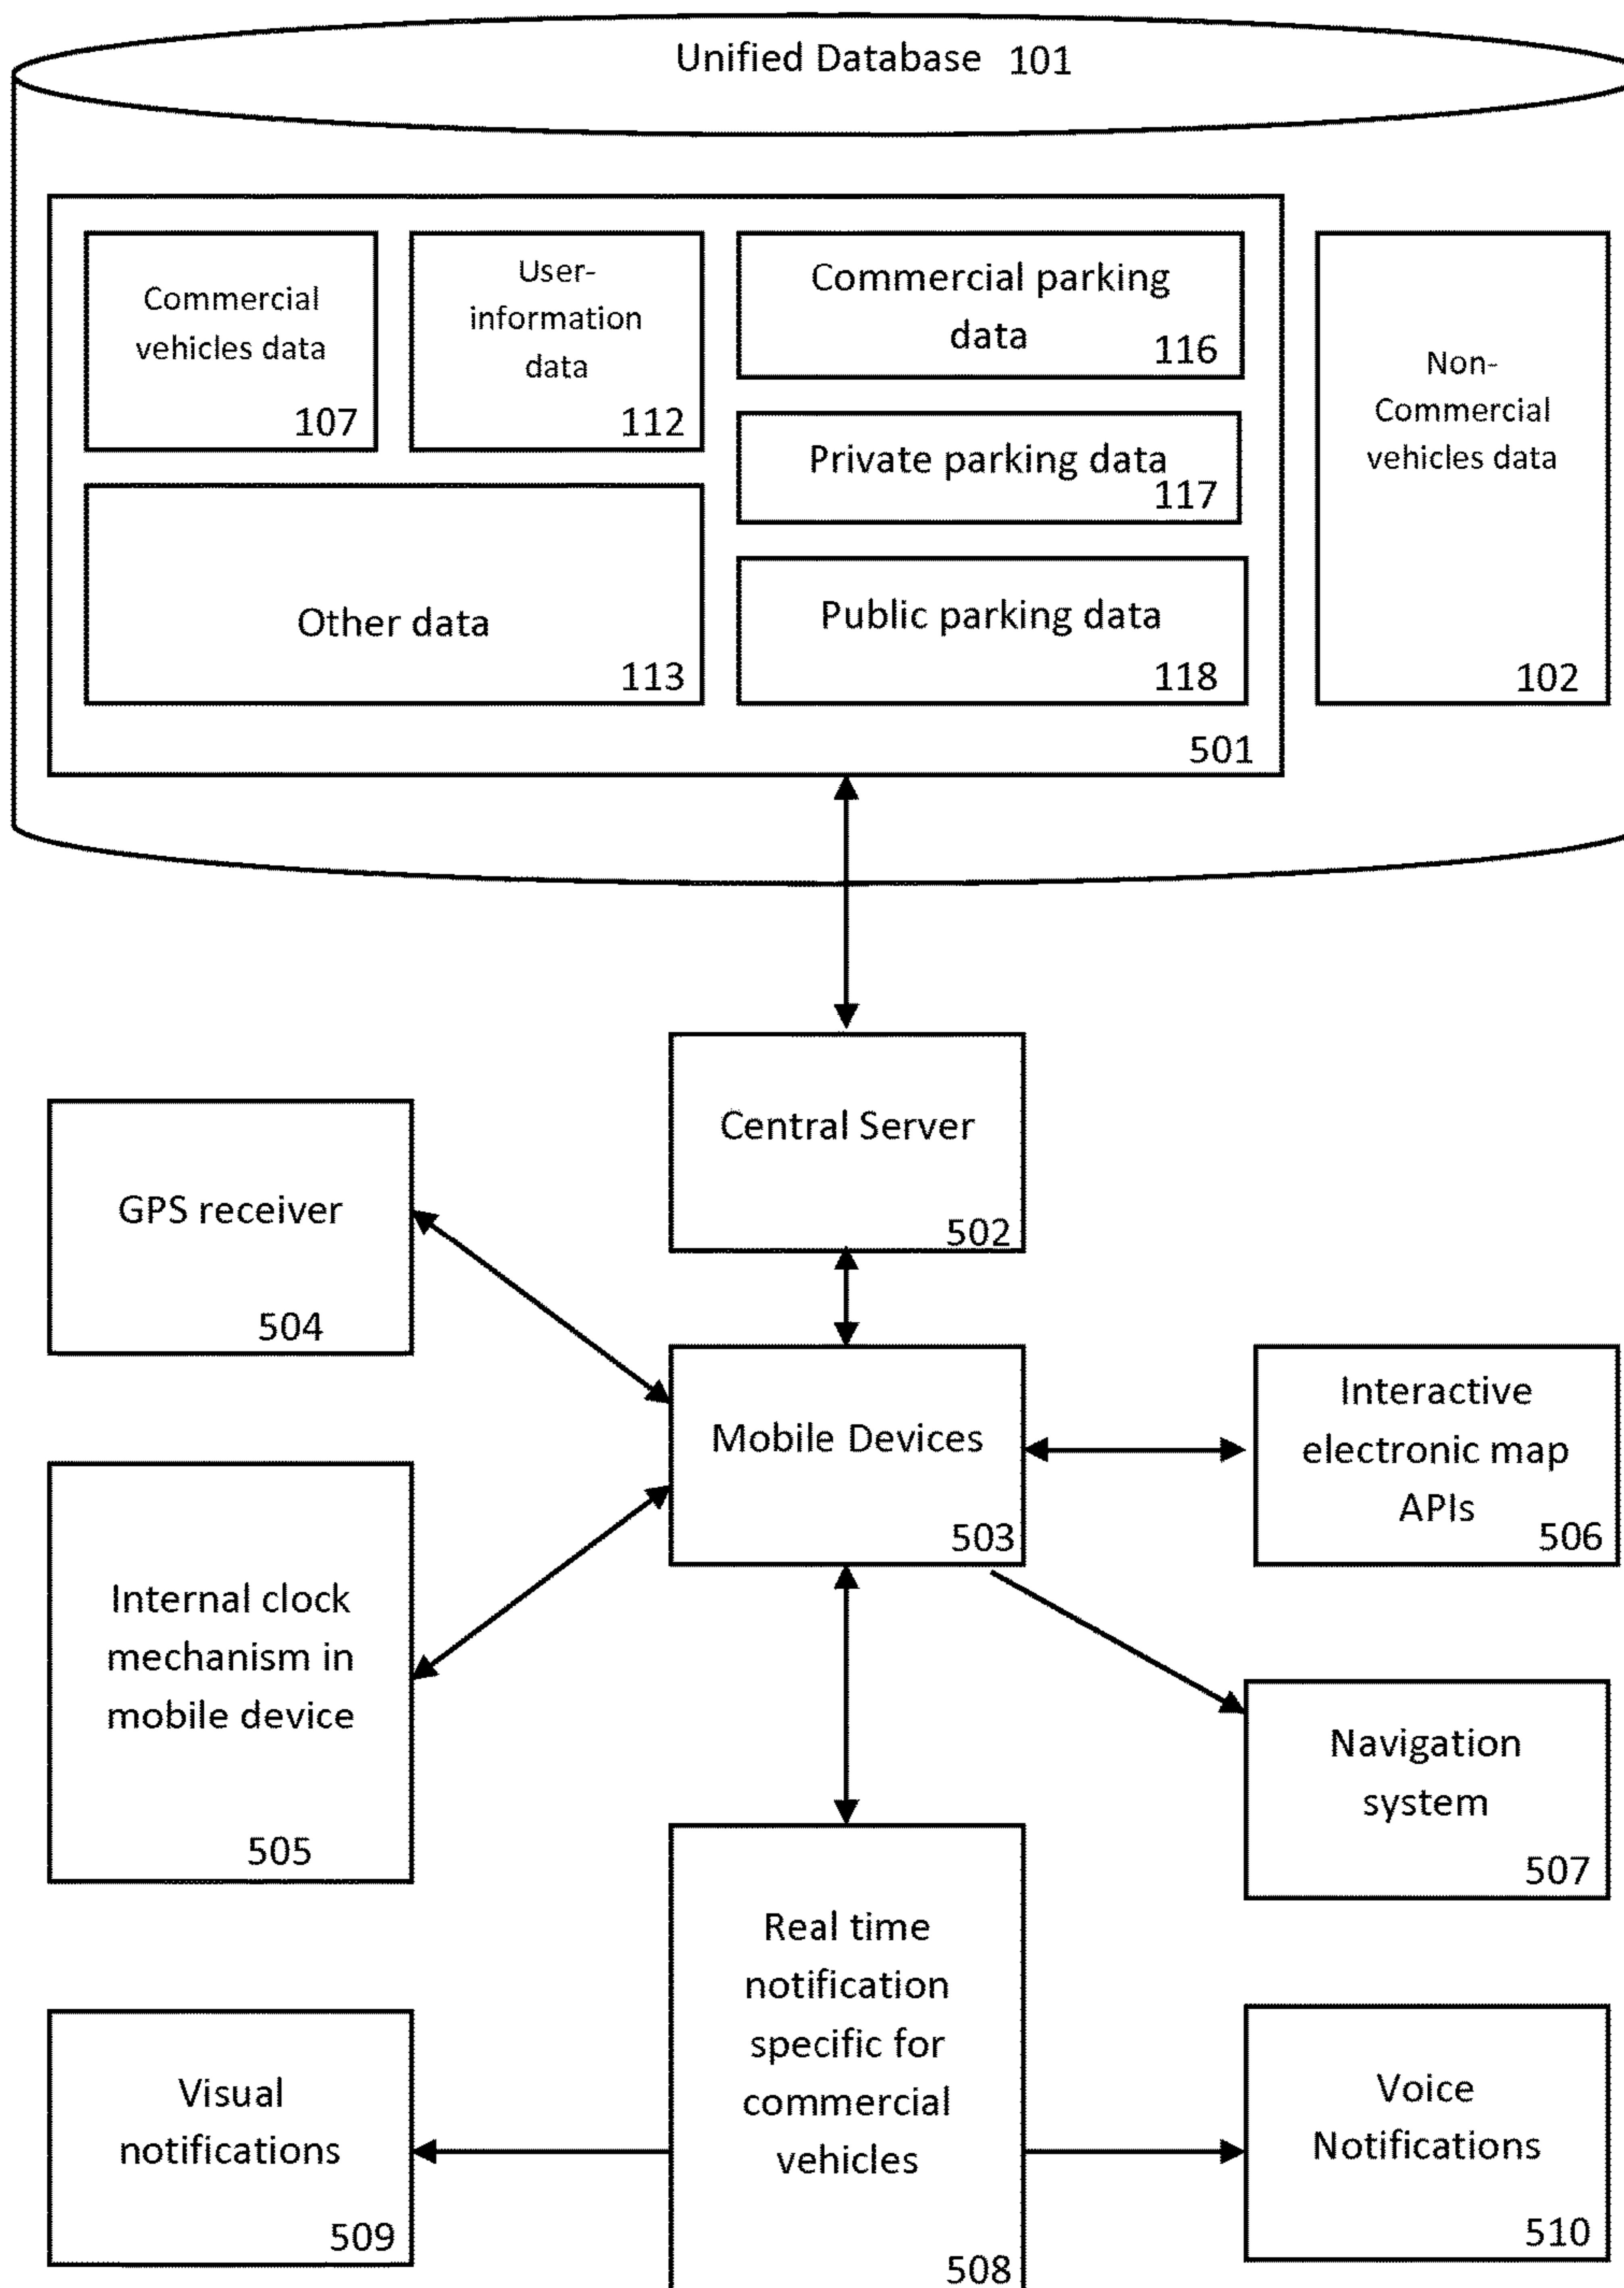 Unified Database 101
Commercial
vehicles data
107
User-
information
data
112
Commercial parking
data
116
Private parking data
117
Non-
Commercial
vehicles data
102
Other data
113
Public parking data
118
501
Central Server
502
GPS receiver
504
Mobile Devices
503
Interactive
electronic map
APIs
506
Internal clock
mechanism in
mobile device
505
Navigation
system
507
Real time
notification
specific for
commercial
vehicles
508
Visual
notifications
509
Voice
Notifications
510